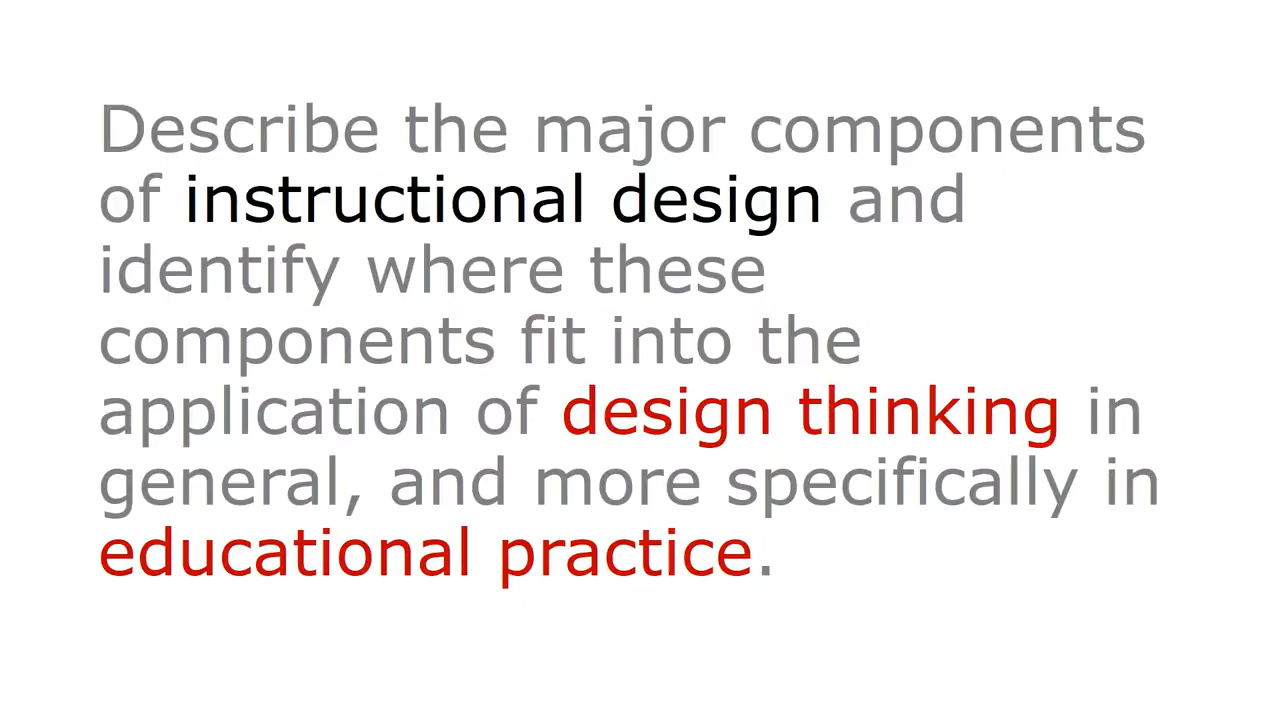 Describe the major components
of instructional design and
identify where these
components fit into the
application of design thinking in
general, and more specifically in
educational practice.